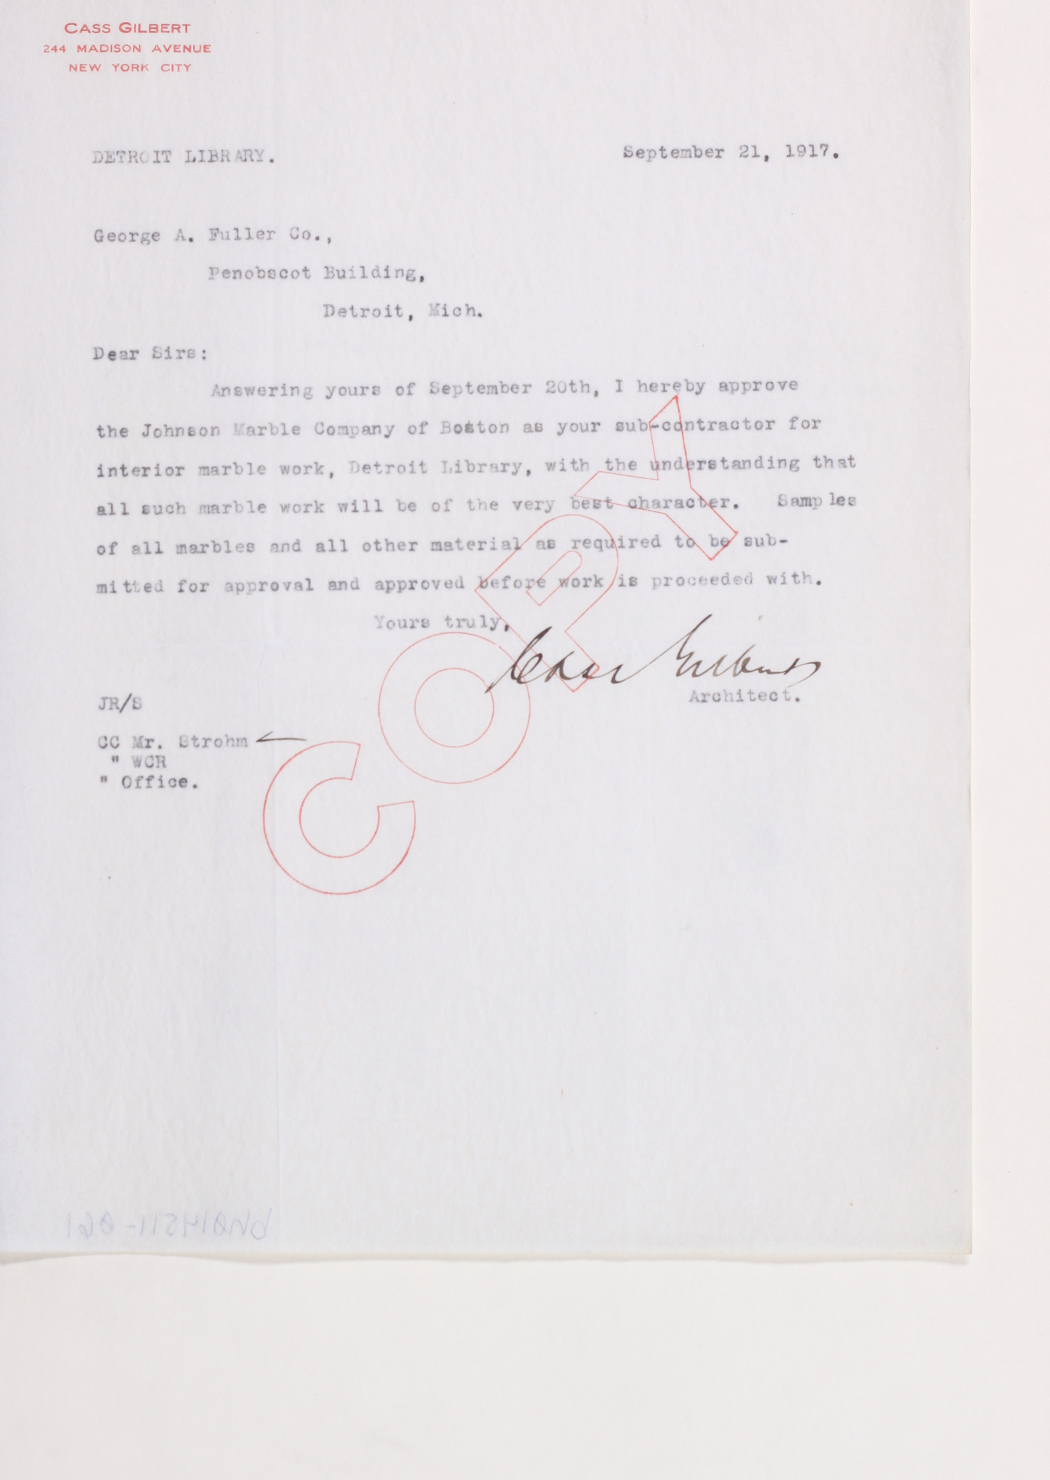 CASS GILBERT
244 MADISON AVENUE
NEW YORK CITY
DETROIT LIBRARY.
September 21, 1917.
George A. Fuller Co.,
Penobscot Building,
Detroit, Mich.
Dear Sirs:
Answering yours of September 20th, I hereby approve
the Johnson Marble Company of Boston as your sub-contractor for
interior marble work, Detroit Library, with the understanding that
all such marble work will be of the very best character. Samples
of all marbles and all other material as required to be sub-
mitted for approval and approved before work is proceeded with.
Yours truly,
Cass Gilbert
Architect.
JR/S
CC Mr. Strohm
" WCR
" Office.
COPY